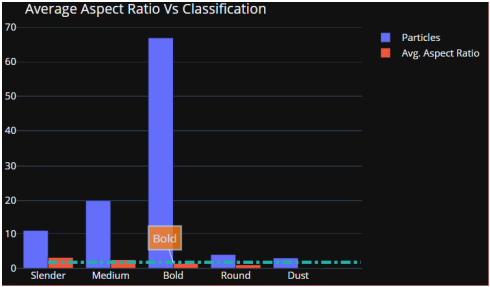 Average Aspect Ratio Vs Classification
70
60
50
40
30
20
10
0
Particles
Avg. Aspect Ratio
Bold
Slender Medium Bold Round Dust